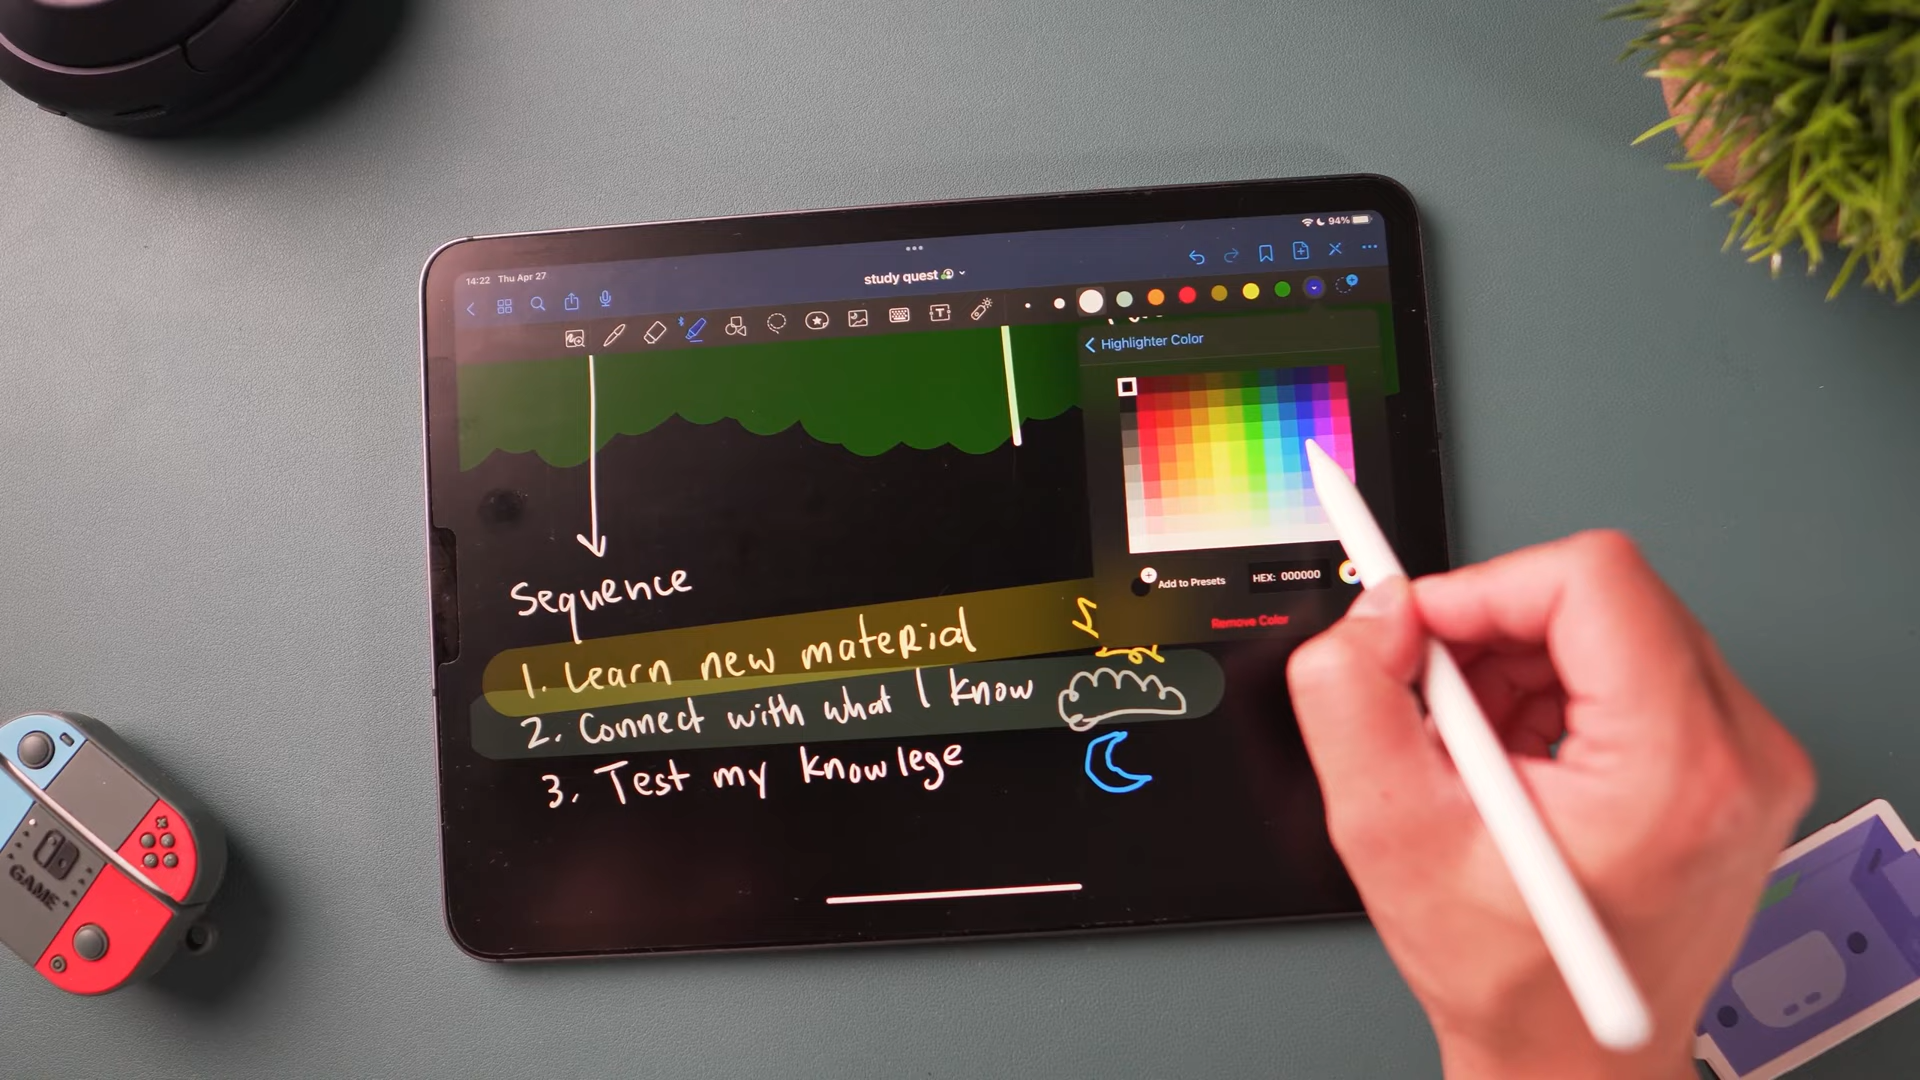 94%
14:22 Thu Apr 27
study quest
Highlighter Color
Add to Presets
HEX: 000000
Remove Color
Sequence
1. Learn new material
2. Connect with what I know
3. Test my knowlege
GAME